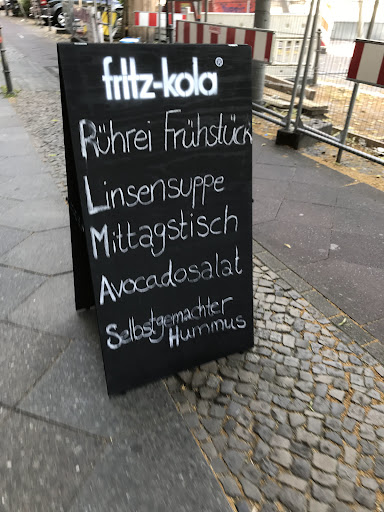 fritz-kola®
Rührei Frühstück
Linsensuppe
Mittagstisch
Avocadosalat
Selbstgemachter
Hummus